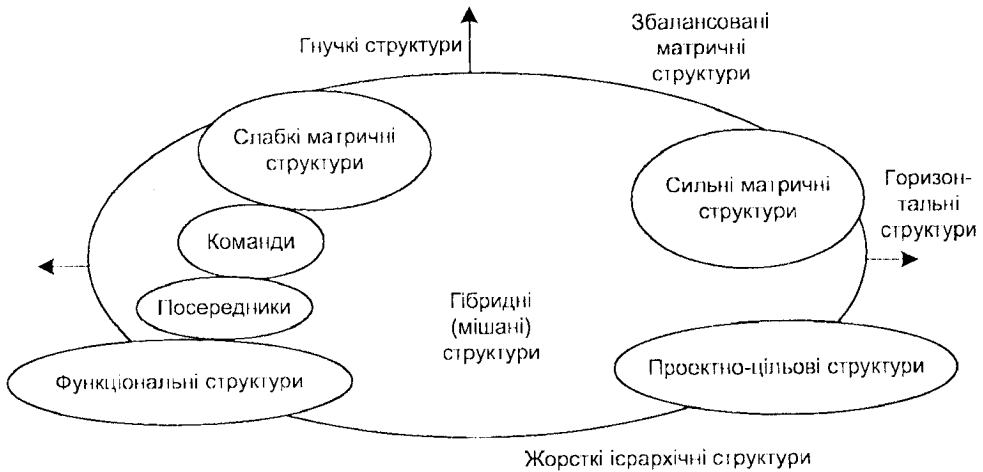 Гнучкі структури
Збалансовані
матричні
структури
Слабкі матричні
структури
Сильні матричні
структури
Горизон-
тальні
структури
Команди
Посередники
Гібридні
(мішані)
структури
Функціональні структури
Проектно-цільові структури
Жорсткі ієрархічні структури